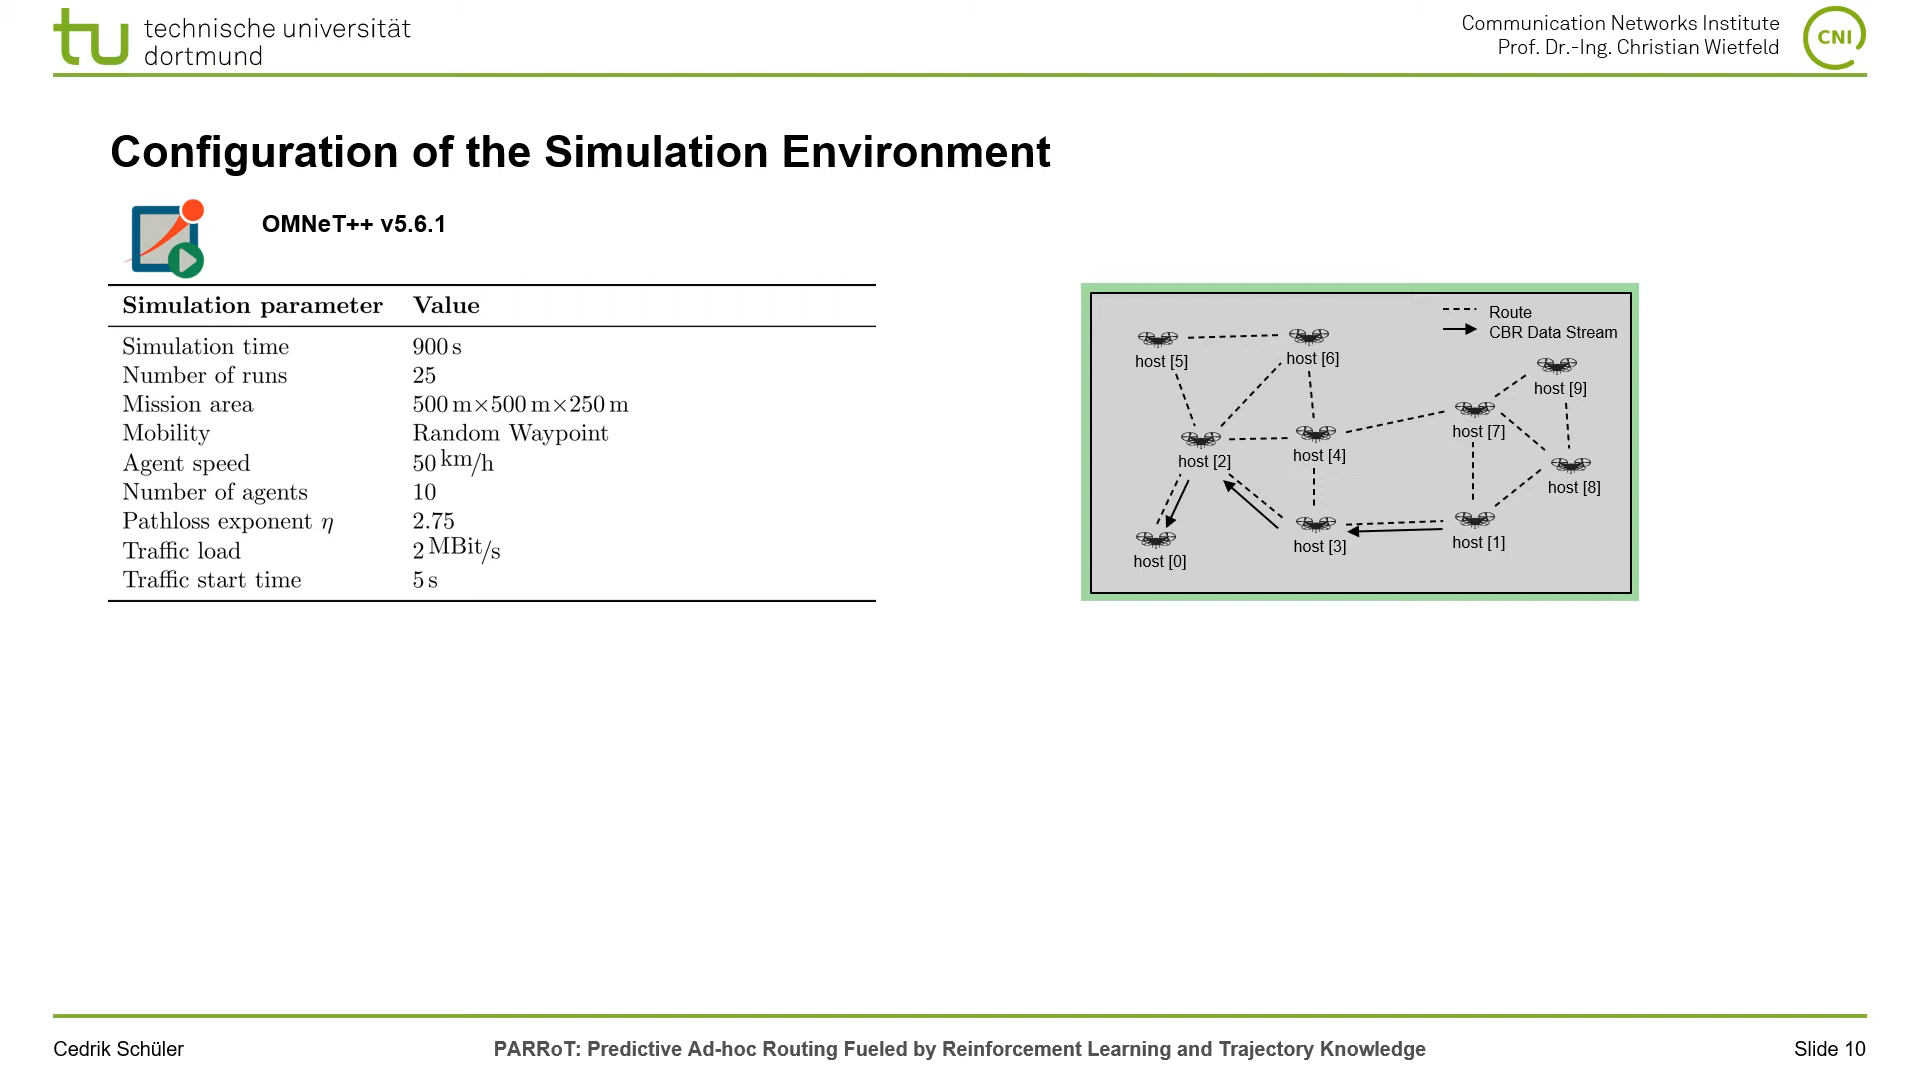 technische universität
dortmund
Communication Networks Institute
Prof. Dr.-Ing. Christian Wietfeld
CNI
Configuration of the Simulation Environment
OMNeT++ v5.6.1
Simulation parameter Value
Simulation time 900 s
Number of runs 25
Mission area 500 m×500 m×250 m
Mobility Random Waypoint
Agent speed 50 km/h
Number of agents 10
Pathloss exponent η 2.75
Traffic load 2 MBit/s
Traffic start time 5 s
Route
CBR Data Stream
host [5]
host [6]
host [9]
host [7]
host [2]
host [4]
host [8]
host [0]
host [3]
host [1]
Cedrik Schüler
PARRoT: Predictive Ad-hoc Routing Fueled by Reinforcement Learning and Trajectory Knowledge
Slide 10